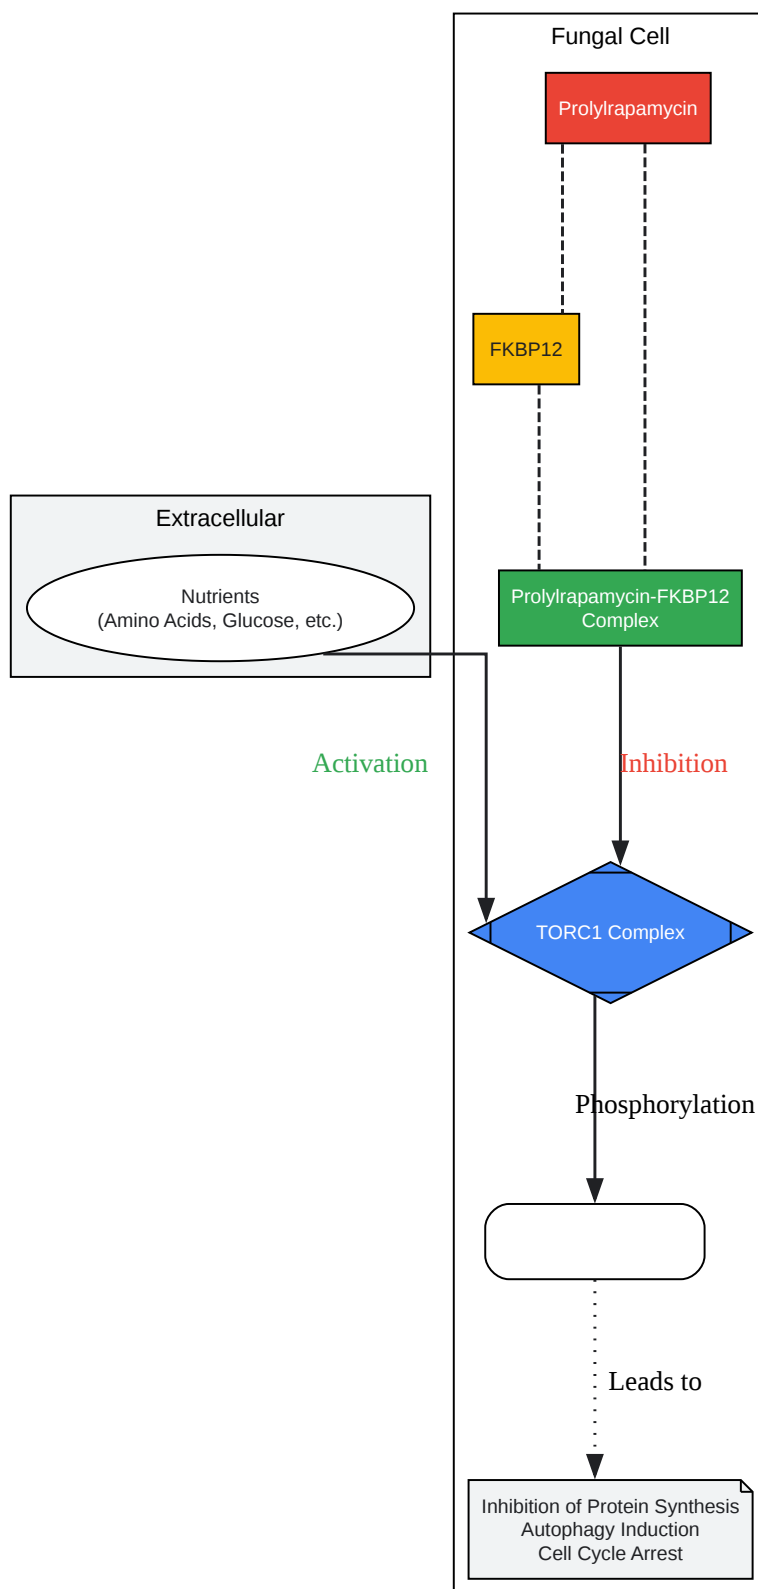 Fungal Cell
Prolylrapamycin
FKBP12
Extracellular
Nutrients
(Amino Acids, Glucose, etc.)
Prolylrapamycin-FKBP12
Complex
Activation
Inhibition
TORC1 Complex
Phosphorylation
Leads to
Inhibition of Protein Synthesis
Autophagy Induction
Cell Cycle Arrest